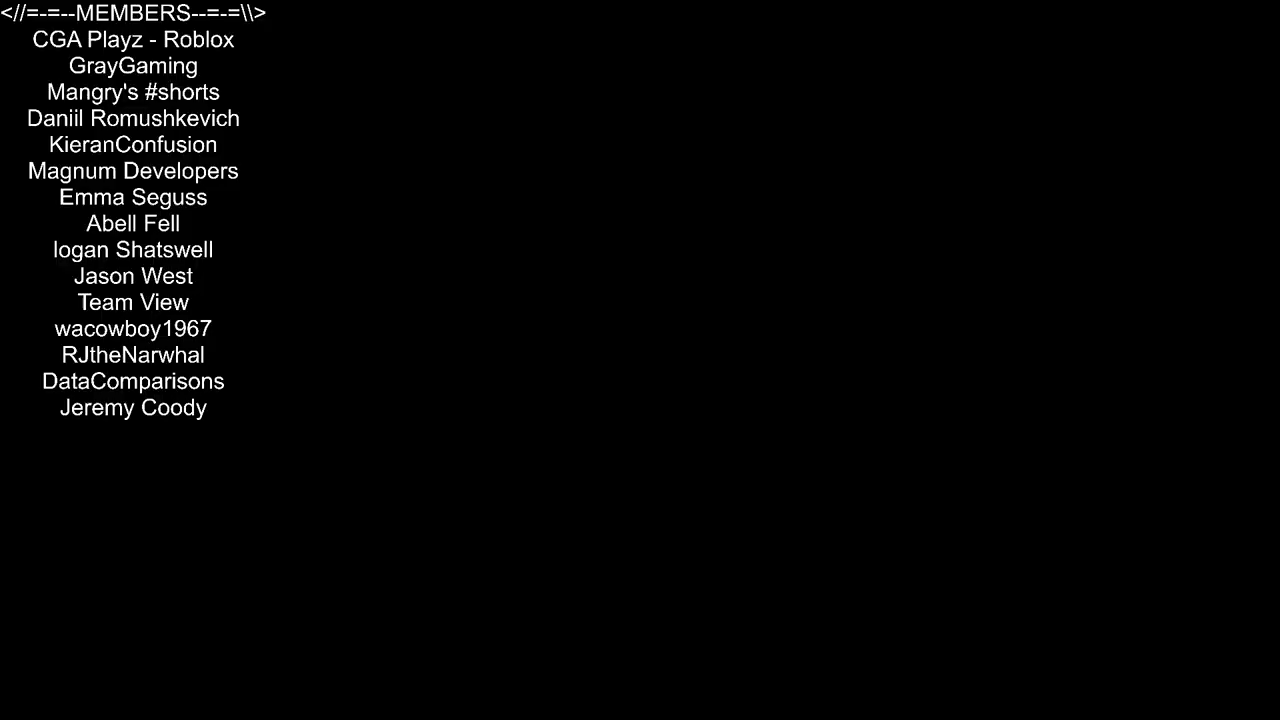 <//=-=--MEMBERS--=-=\\>
CGA Playz - Roblox
GrayGaming
Mangry's #shorts
Daniil Romushkevich
KieranConfusion
Magnum Developers
Emma Seguss
Abell Fell
logan Shatswell
Jason West
Team View
wacowboy1967
RJtheNarwhal
DataComparisons
Jeremy Coody